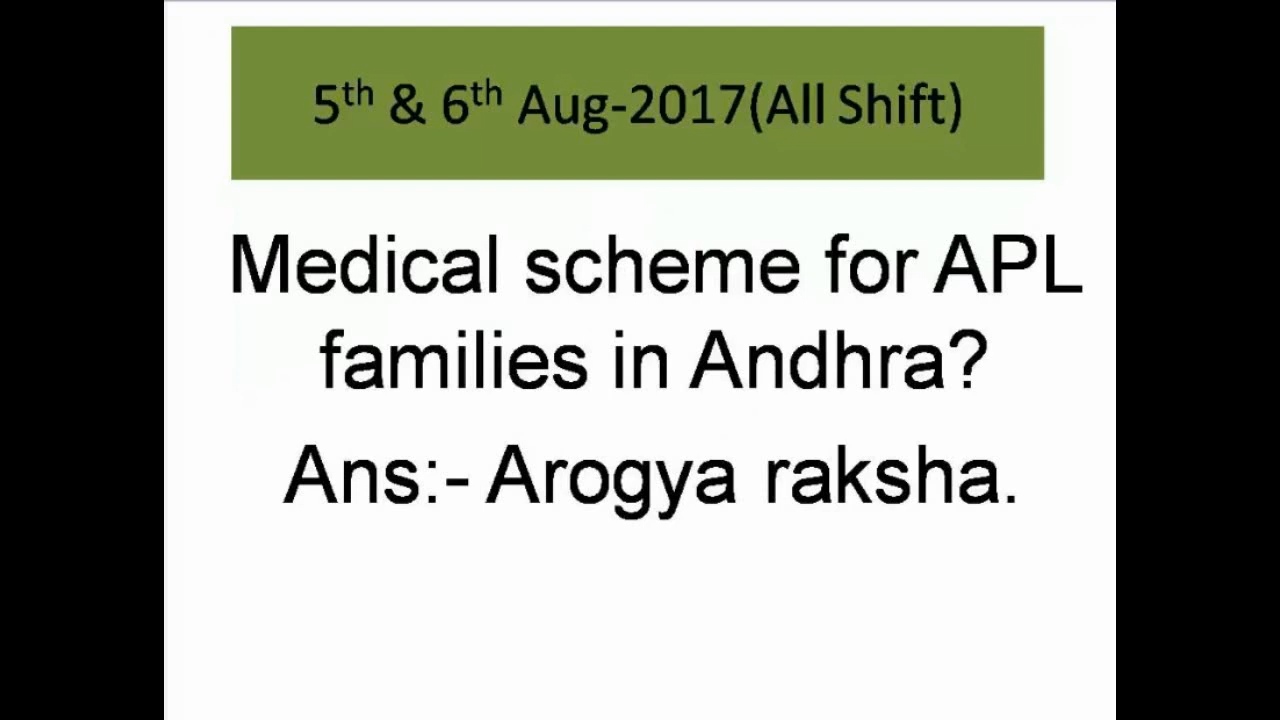 5th & 6th Aug-2017(All Shift)
Medical scheme for APL
families in Andhra?
Ans:- Arogya raksha.